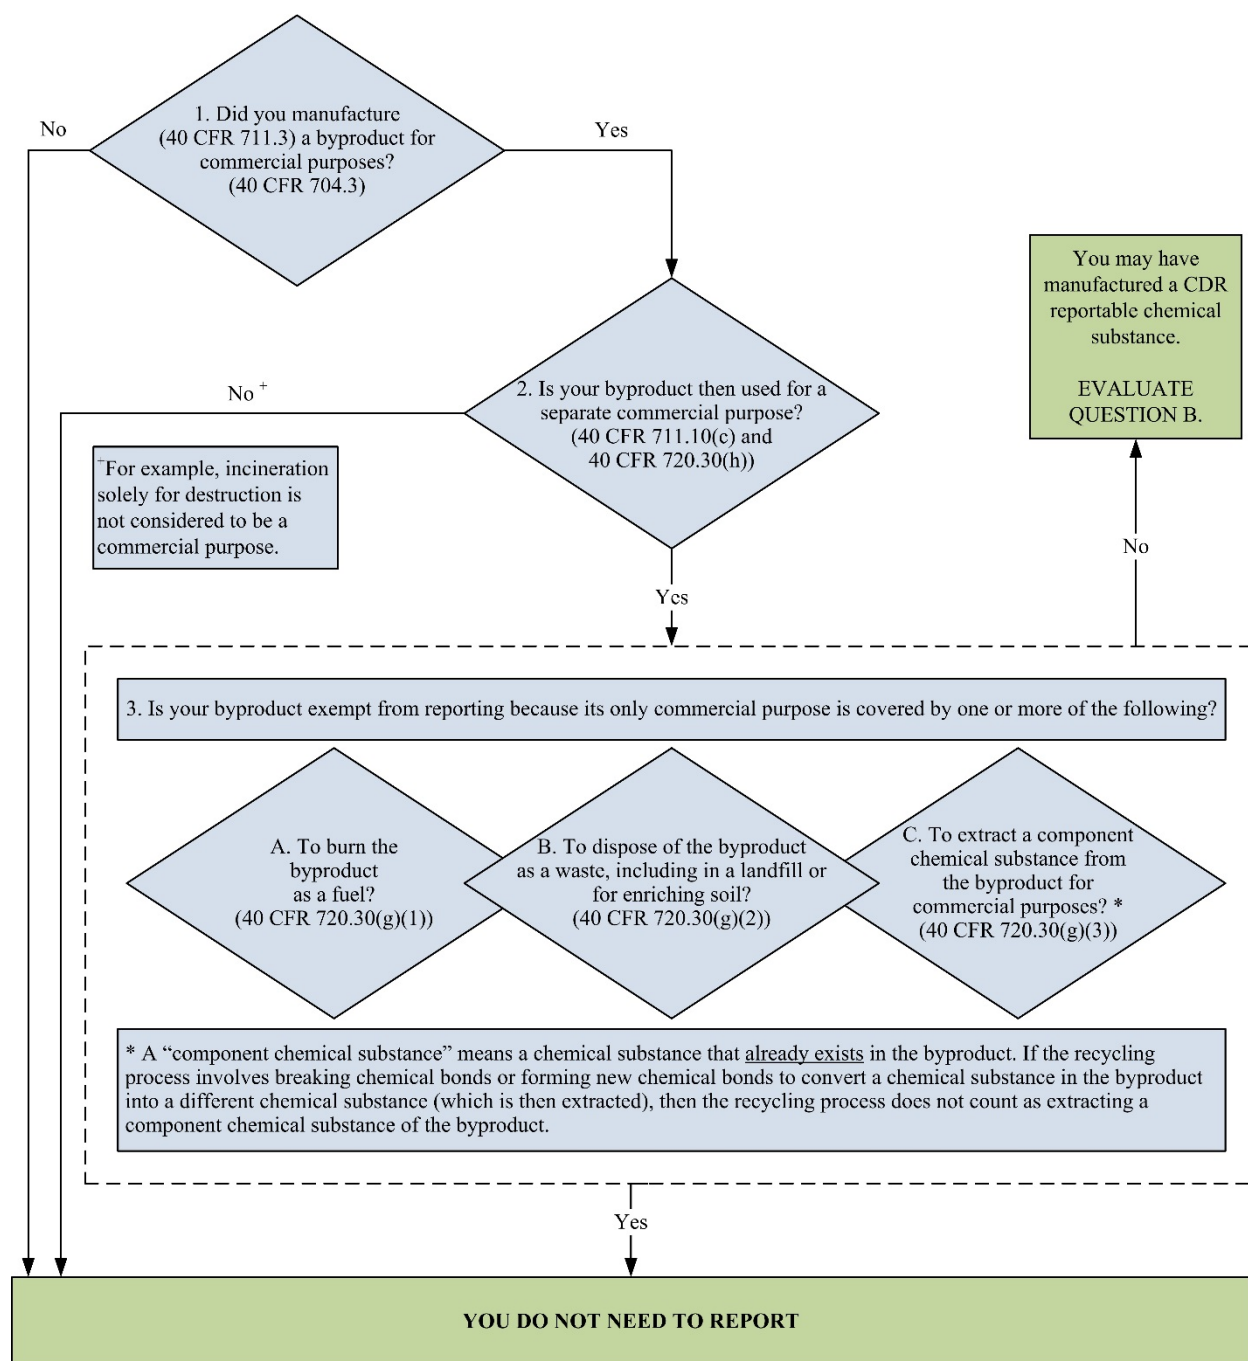 1. Did you manufacture
(40 CFR 711.3) a byproduct for
commercial purposes?
(40 CFR 704.3)
No
Yes
You may have
manufactured a CDR
reportable chemical
substance.
EVALUATE
QUESTION B.
2. Is your byproduct then used for a
separate commercial purpose?
(40 CFR 711.10(c) and
40 CFR 720.30(h))
No +
+For example, incineration
solely for destruction is
not considered to be a
commercial purpose.
No
Yes
3. Is your byproduct exempt from reporting because its only commercial purpose is covered by one or more of the following?
A. To burn the
byproduct
as a fuel?
(40 CFR 720.30(g)(1))
B. To dispose of the byproduct
as a waste, including in a landfill or
for enriching soil?
(40 CFR 720.30(g)(2))
C. To extract a component
chemical substance from
the byproduct for
commercial purposes? *
(40 CFR 720.30(g)(3))
* A “component chemical substance” means a chemical substance that already exists in the byproduct. If the recycling
process involves breaking chemical bonds or forming new chemical bonds to convert a chemical substance in the byproduct
into a different chemical substance (which is then extracted), then the recycling process does not count as extracting a
component chemical substance of the byproduct.
Yes
YOU DO NOT NEED TO REPORT